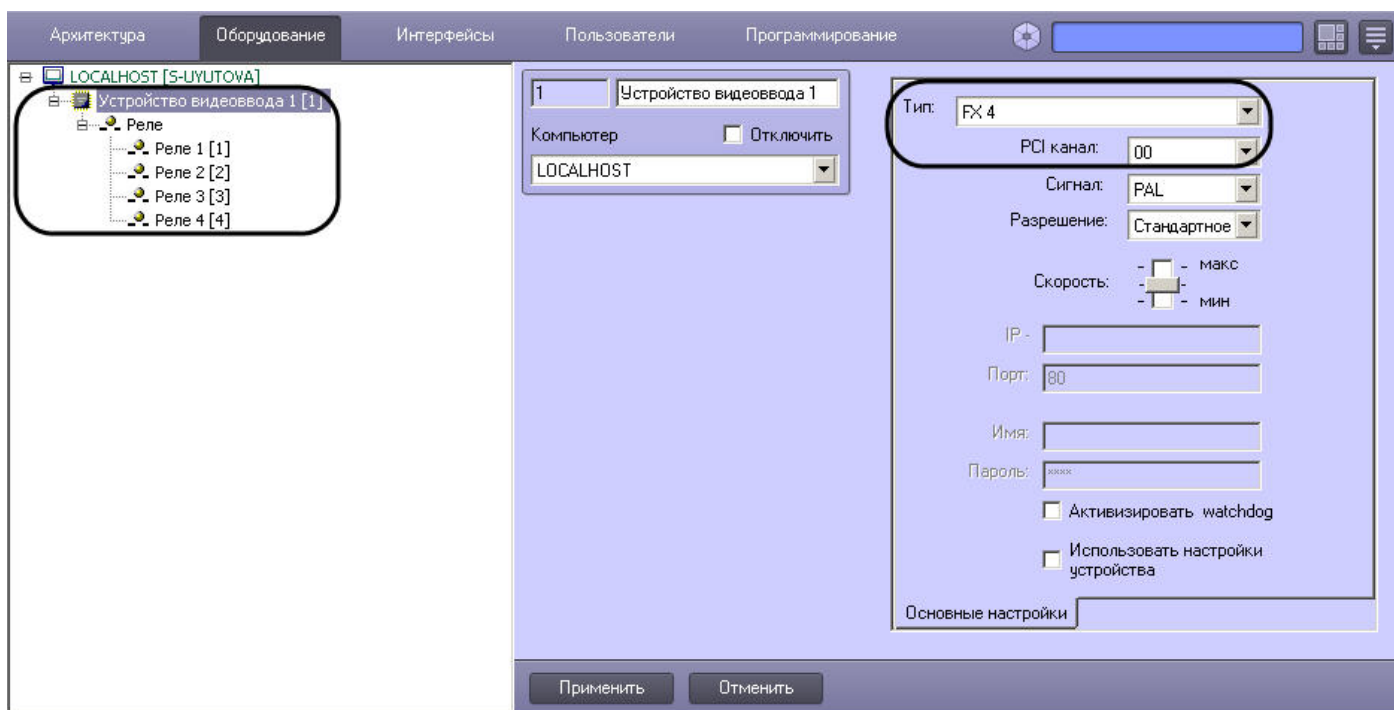 Архитектура Оборудование Интерфейсы Пользователи Программирование
LOCALHOST [S-UYUTOVA]
Устройство видеоввода 1 [1]
Реле
Реле 1 [1]
Реле 2 [2]
Реле 3 [3]
Реле 4 [4]
1 Устройство видеоввода 1
Компьютер Отключить
LOCALHOST
Тип: FX 4
PCI канал: 00
Сигнал: PAL
Разрешение: Стандартное
макс
Скорость:
мин
IP -
Порт: 80
Имя:
Пароль: ××××
Активизировать watchdog
Использовать настройки
устройства
Основные настройки
Применить Отменить